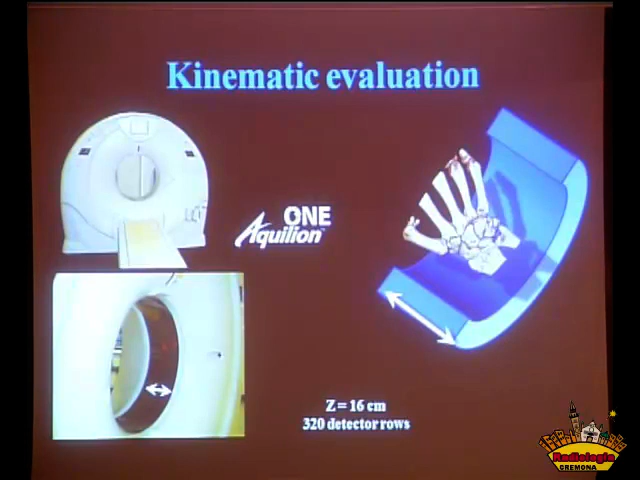 Kinematic evaluation
Aquilion ONE
Z = 16 cm
320 detector rows
Radiologia
CREMONA